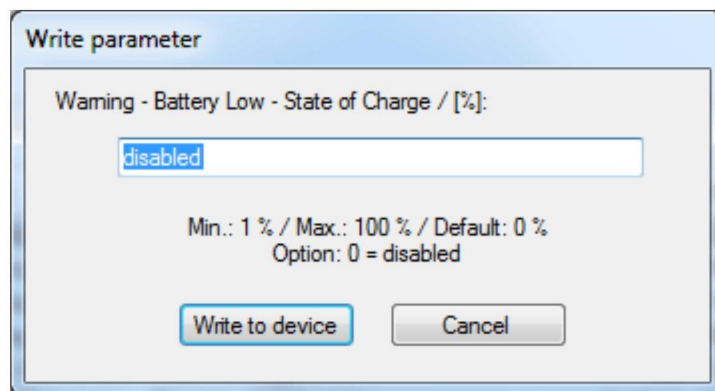 Write parameter
Warning - Battery Low - State of Charge / [%]:
disabled
Min.: 1 % / Max.: 100 % / Default: 0 %
Option: 0 = disabled
Write to device
Cancel